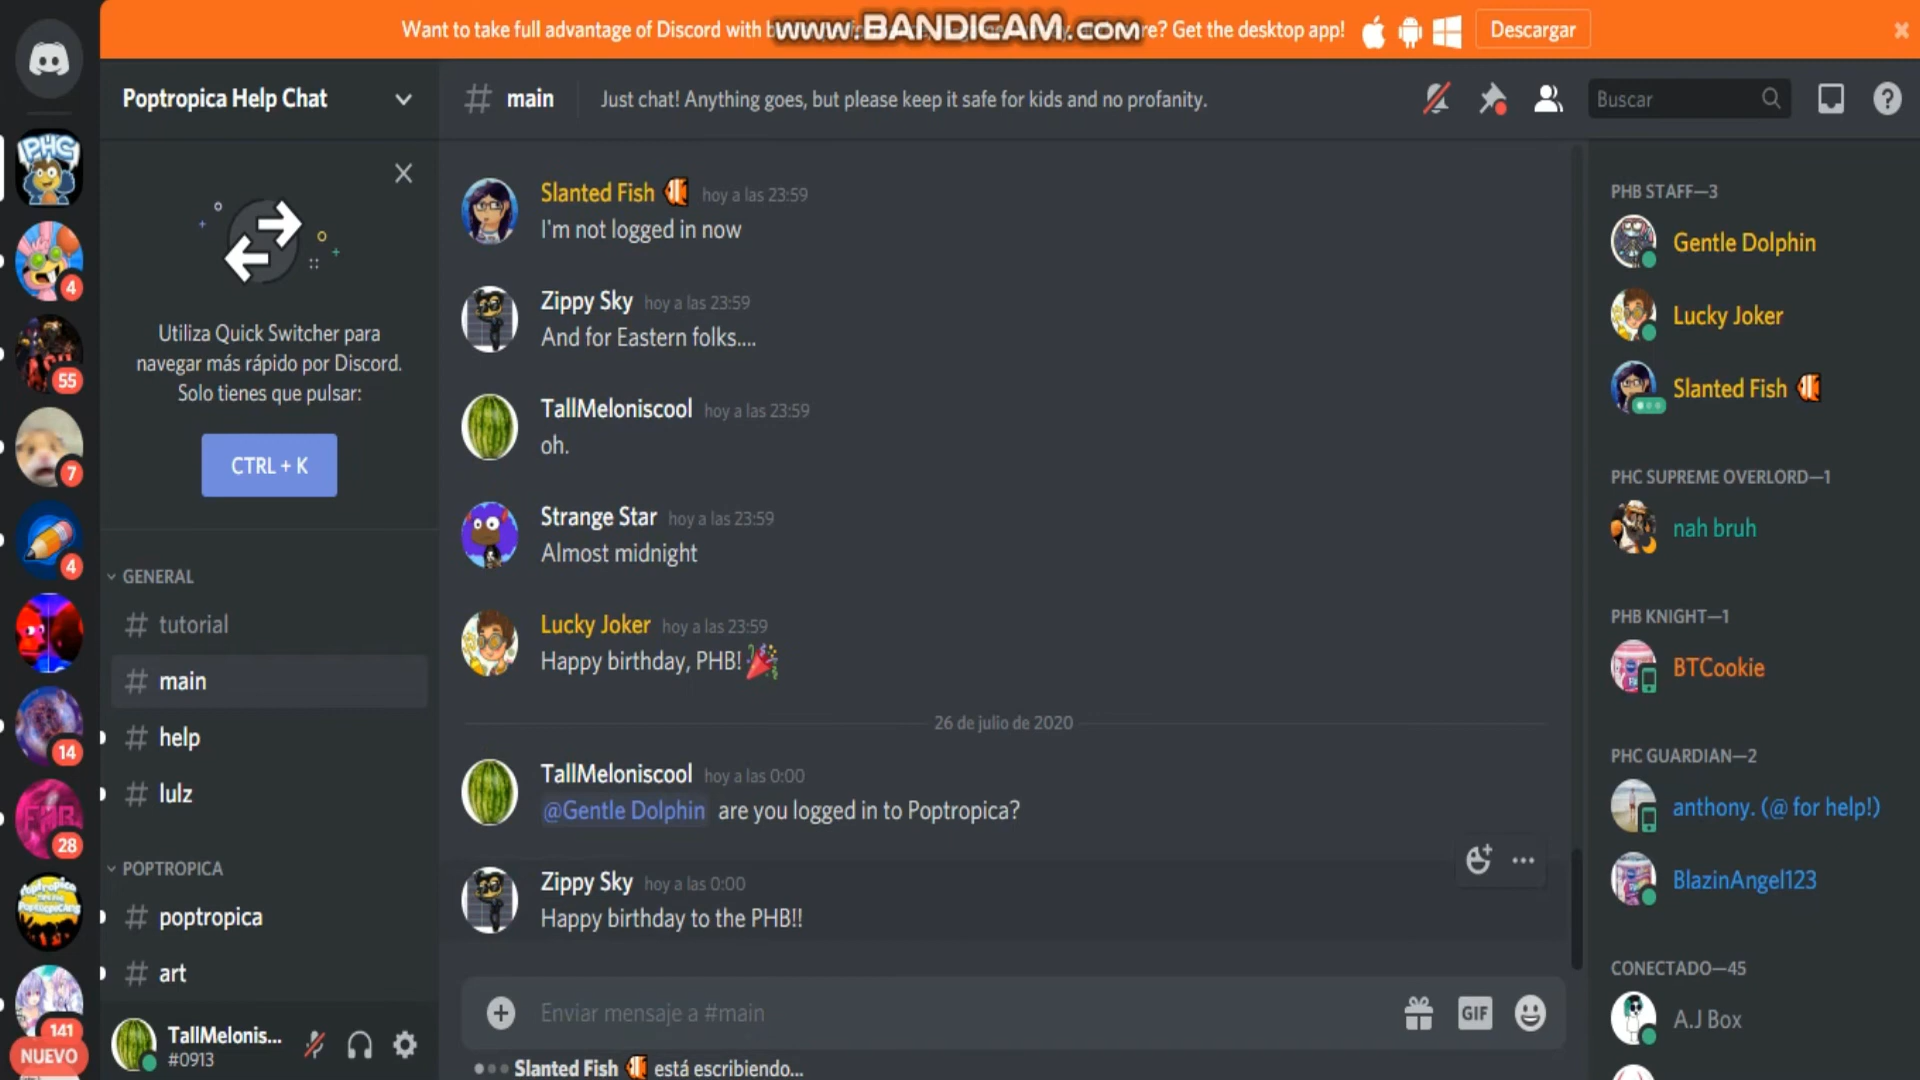 Want to take full advantage of Discord with b
www.BANDICAM.com
re? Get the desktop app!
Descargar
Poptropica Help Chat
main
Just chat! Anything goes, but please keep it safe for kids and no profanity.
Buscar
PHC
4
55
7
4
14
PHB
28
141
NUEVO
Utiliza Quick Switcher para
navegar más rápido por Discord.
Solo tienes que pulsar:
CTRL + K
GENERAL
tutorial
main
help
lulz
POPTROPICA
poptropica
art
TallMelonis...
#0913
Slanted Fish hoy a las 23:59
I'm not logged in now
Zippy Sky hoy a las 23:59
And for Eastern folks....
TallMeloniscool hoy a las 23:59
oh.
Strange Star hoy a las 23:59
Almost midnight
Lucky Joker hoy a las 23:59
Happy birthday, PHB!
26 de julio de 2020
TallMeloniscool hoy a las 0:00
@Gentle Dolphin are you logged in to Poptropica?
Zippy Sky hoy a las 0:00
Happy birthday to the PHB!!
Enviar mensaje a #main
GIF
Slanted Fish está escribiendo...
PHB STAFF—3
Gentle Dolphin
Lucky Joker
Slanted Fish
PHC SUPREME OVERLORD—1
nah bruh
PHB KNIGHT—1
BTCookie
PHC GUARDIAN—2
anthony. (@ for help!)
BlazinAngel123
CONECTADO—45
A.J Box